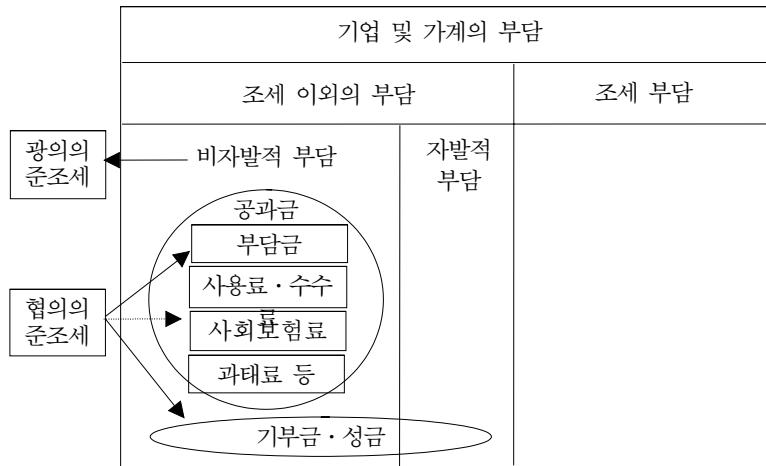 기업 및 가계의 부담
조세 이외의 부담
조세 부담
광의의
준조세
비자발적 부담
자발적
부담
공과금
부담금
사용료·수수
료
협의의
준조세
사회보험료
과태료 등
기부금·성금